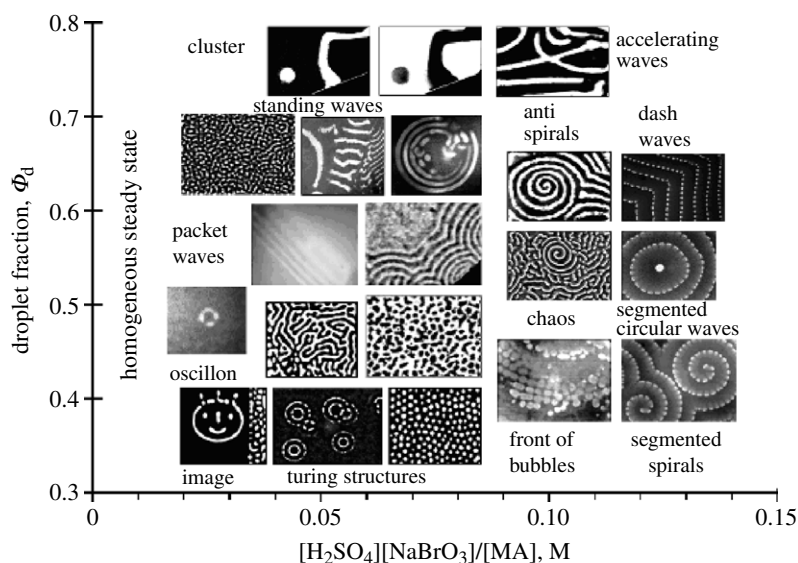 0.8
0.7
0.6
0.5
0.4
0.3
droplet fraction, Φd
homogeneous steady state
cluster
accelerating
waves
standing waves
anti
spirals
dash
waves
packet
waves
chaos
segmented
circular waves
oscillon
image
turing structures
front of
bubbles
segmented
spirals
0
0.05
0.10
0.15
[H2SO4][NaBrO3]/[MA], M